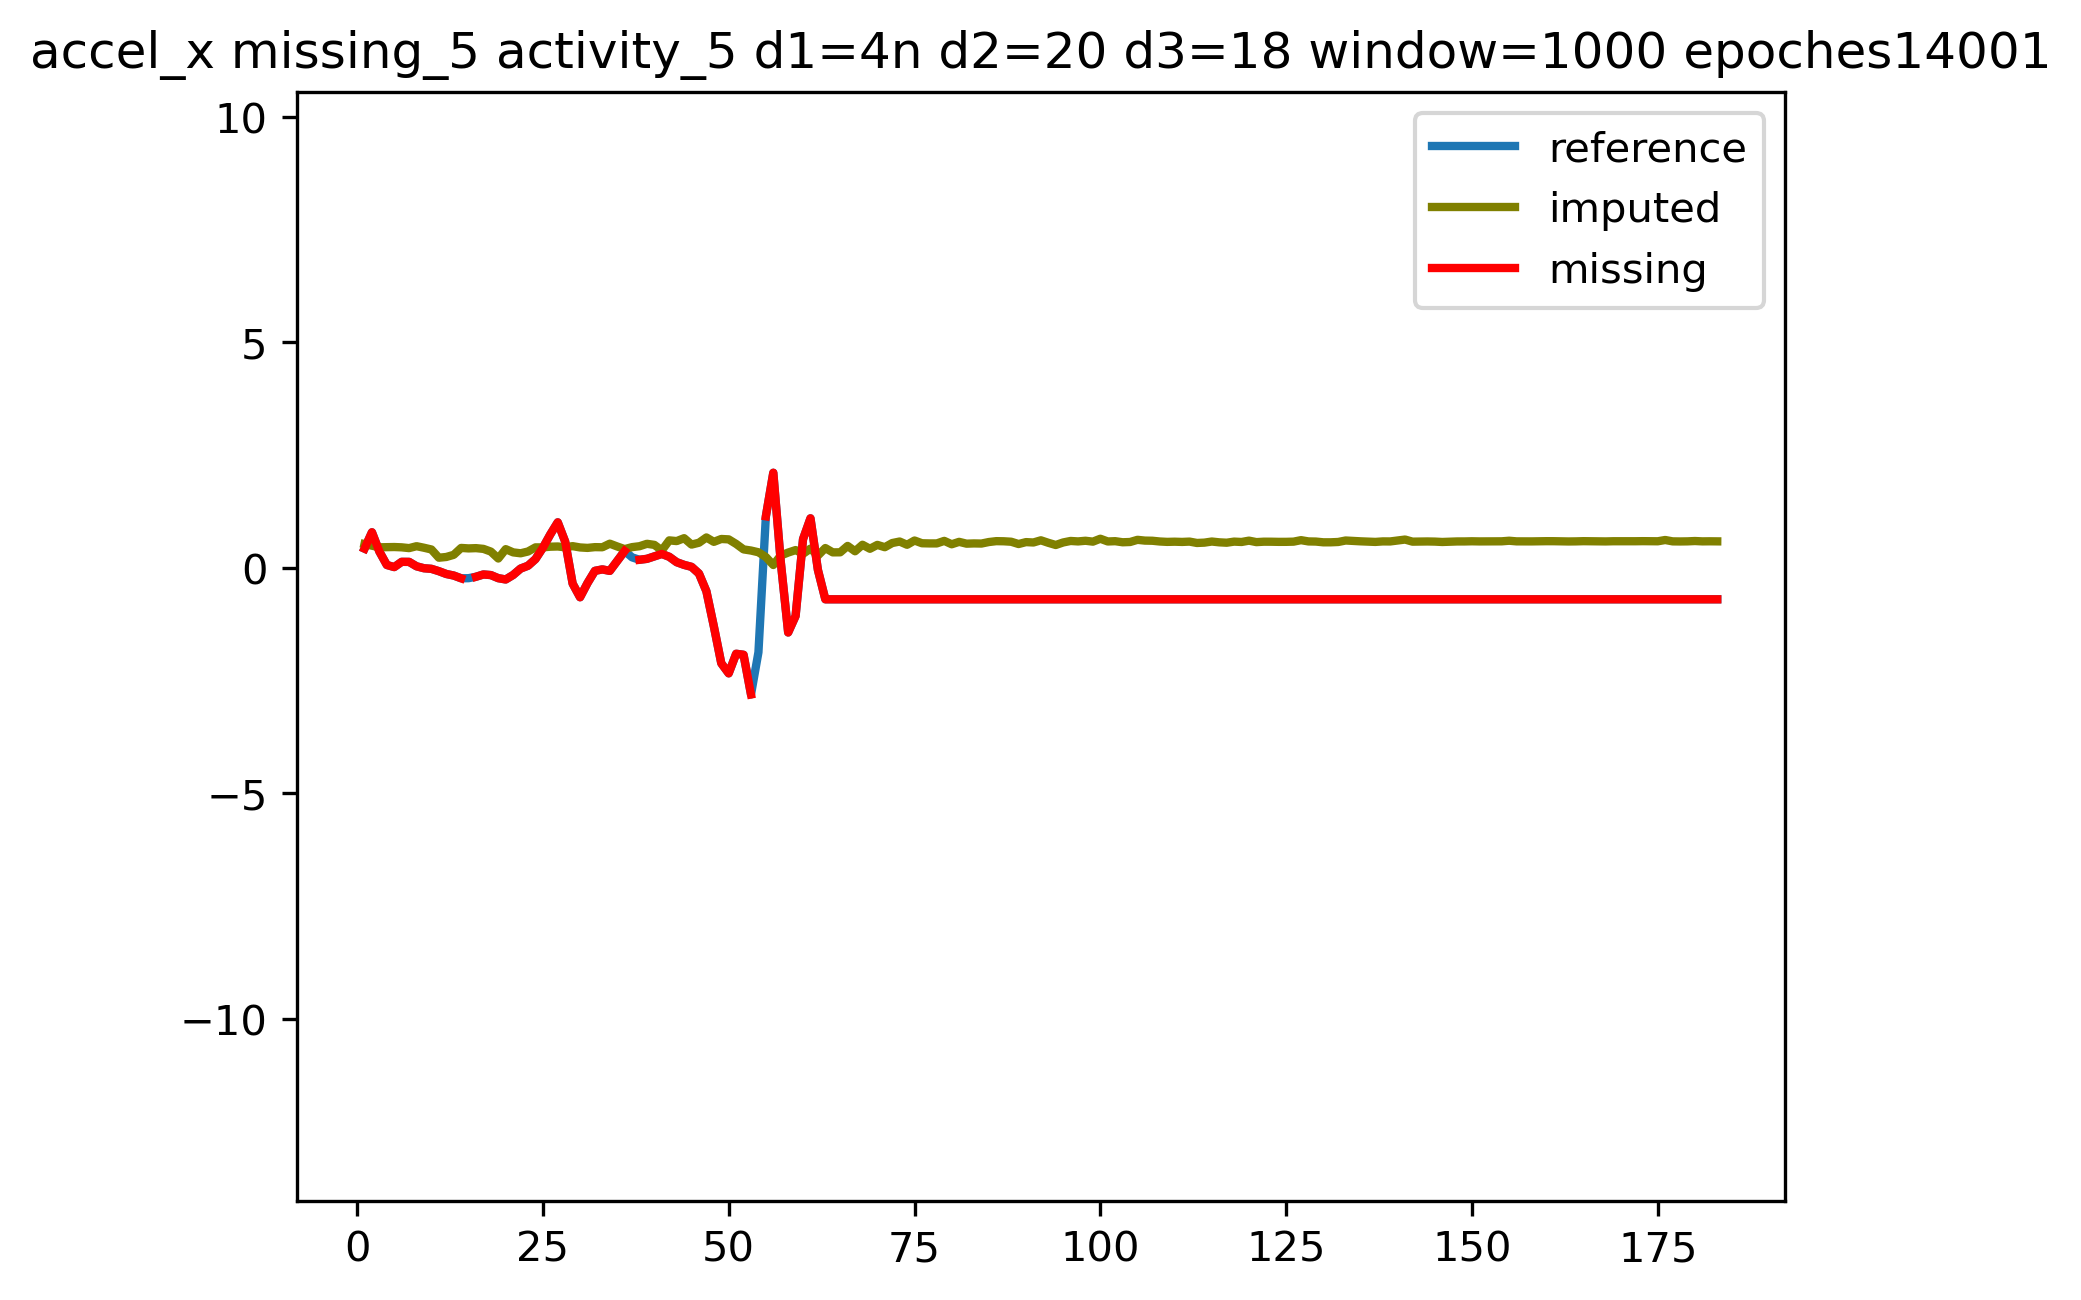 accel_x missing_5 activity_5 d1=4n d2=20 d3=18 window=1000 epoches14001
10
5
0
−5
−10
reference
imputed
missing
0 25 50 75 100 125 150 175